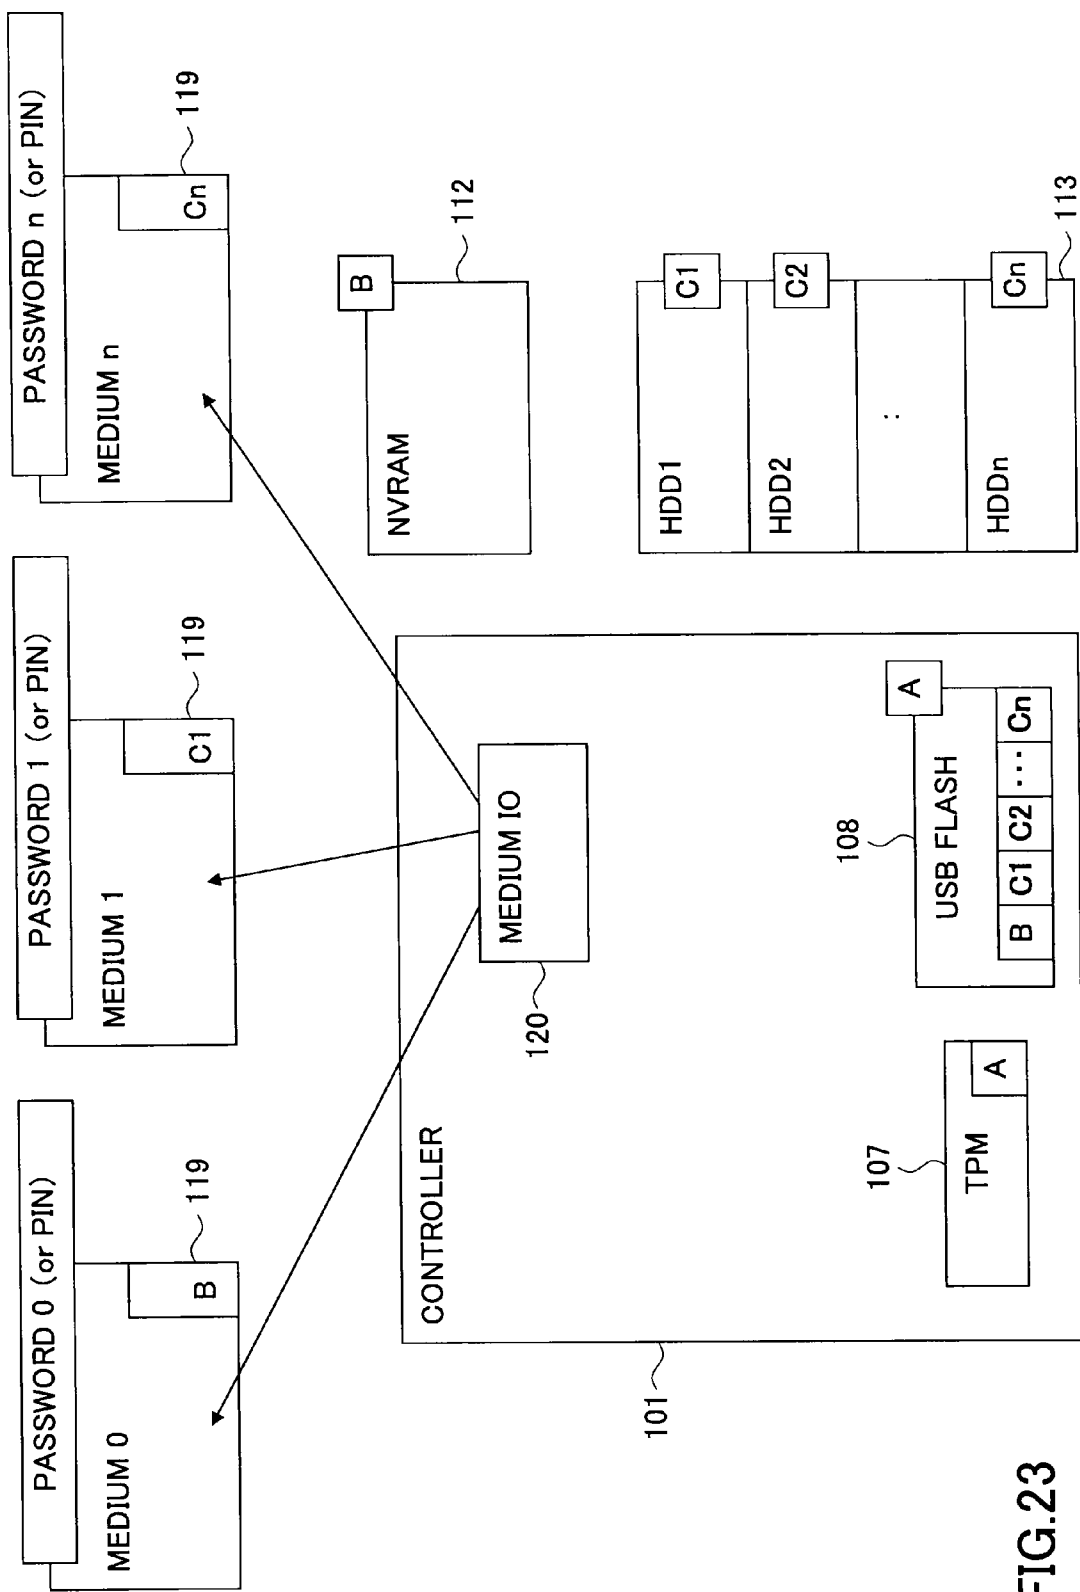 PASSWORD 0 (or PIN)
MEDIUM 0
B
119
PASSWORD 1 (or PIN)
MEDIUM 1
C1
119
PASSWORD n (or PIN)
MEDIUM n
Cn
119
CONTROLLER
101
MEDIUM IO
120
107
TPM
A
108
USB FLASH
A
B C1 C2 ... Cn
NVRAM
B
112
HDD1
C1
HDD2
C2
:
HDDn
Cn
113
FIG.23